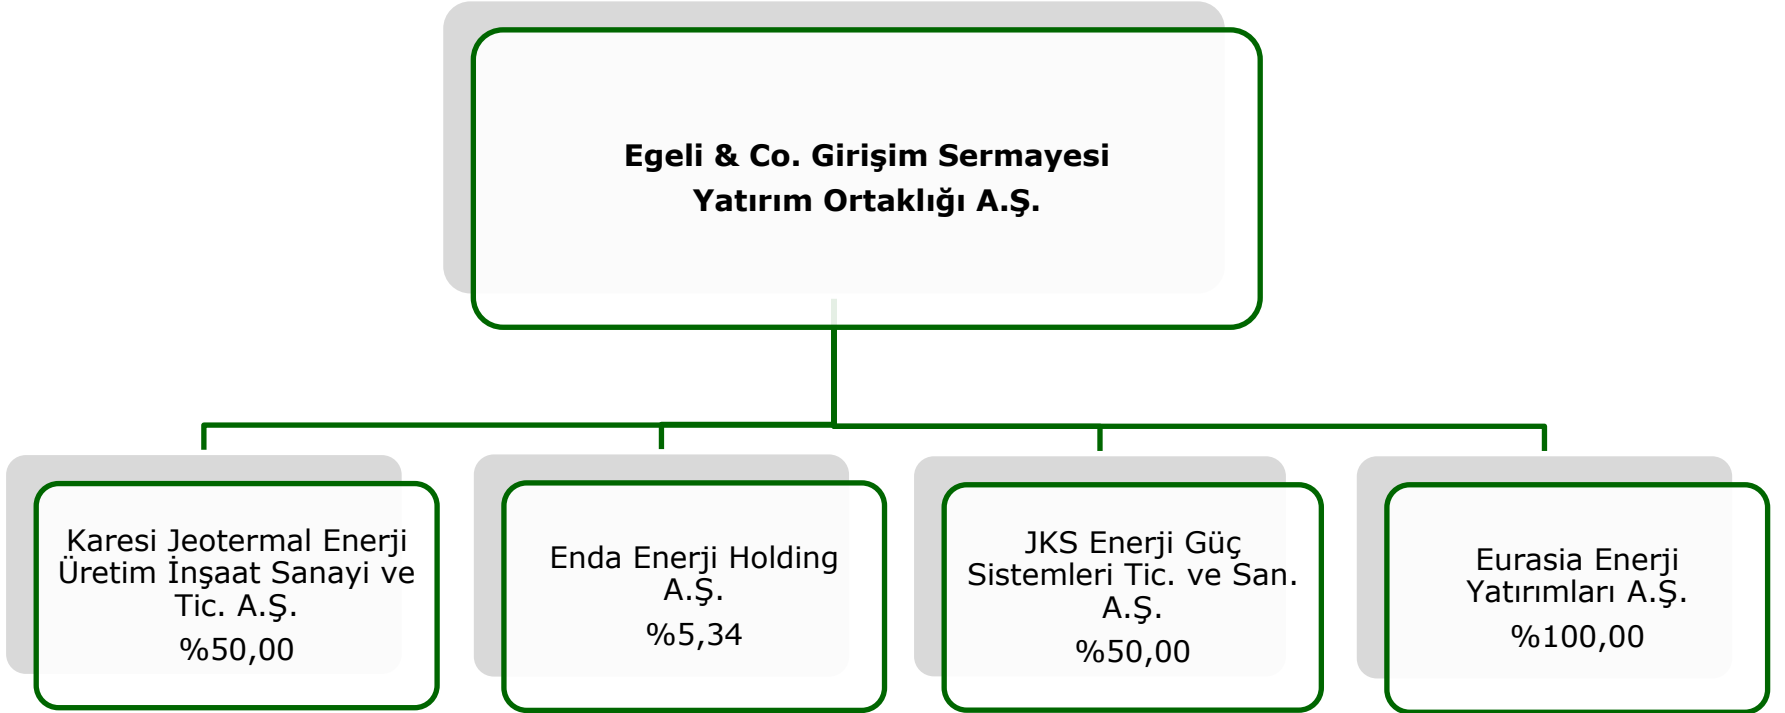 Egeli & Co. Girişim Sermayesi
Yatırım Ortaklığı A.Ş.
Karesi Jeotermal Enerji
Üretim İnşaat Sanayi ve
Tic. A.Ş.
%50,00
Enda Enerji Holding
A.Ş.
%5,34
JKS Enerji Güç
Sistemleri Tic. ve San.
A.Ş.
%50,00
Eurasia Enerji
Yatırımları A.Ş.
%100,00